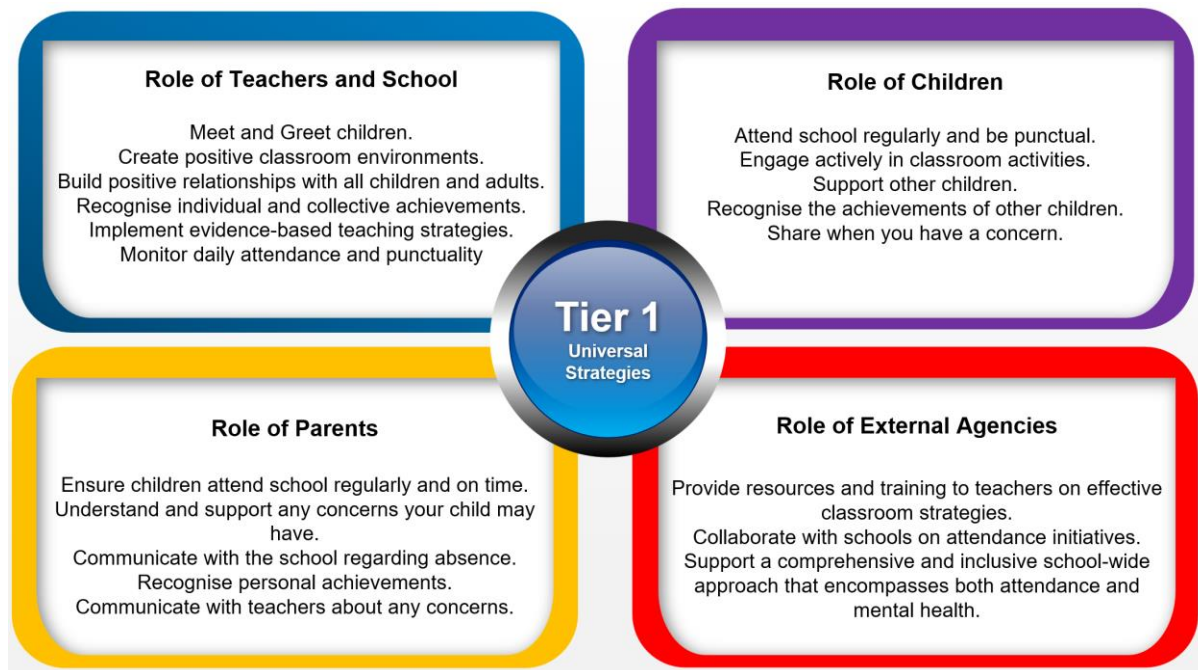 Role of Teachers and School
Meet and Greet children.
Create positive classroom environments.
Build positive relationships with all children and adults.
Recognise individual and collective achievements.
Implement evidence-based teaching strategies.
Monitor daily attendance and punctuality
Role of Children
Attend school regularly and be punctual.
Engage actively in classroom activities.
Support other children.
Recognise the achievements of other children.
Share when you have a concern.
Tier 1
Universal
Strategies
Role of Parents
Ensure children attend school regularly and on time.
Understand and support any concerns your child may
have.
Communicate with the school regarding absence.
Recognise personal achievements.
Communicate with teachers about any concerns.
Role of External Agencies
Provide resources and training to teachers on effective
classroom strategies.
Collaborate with schools on attendance initiatives.
Support a comprehensive and inclusive school-wide
approach that encompasses both attendance and
mental health.